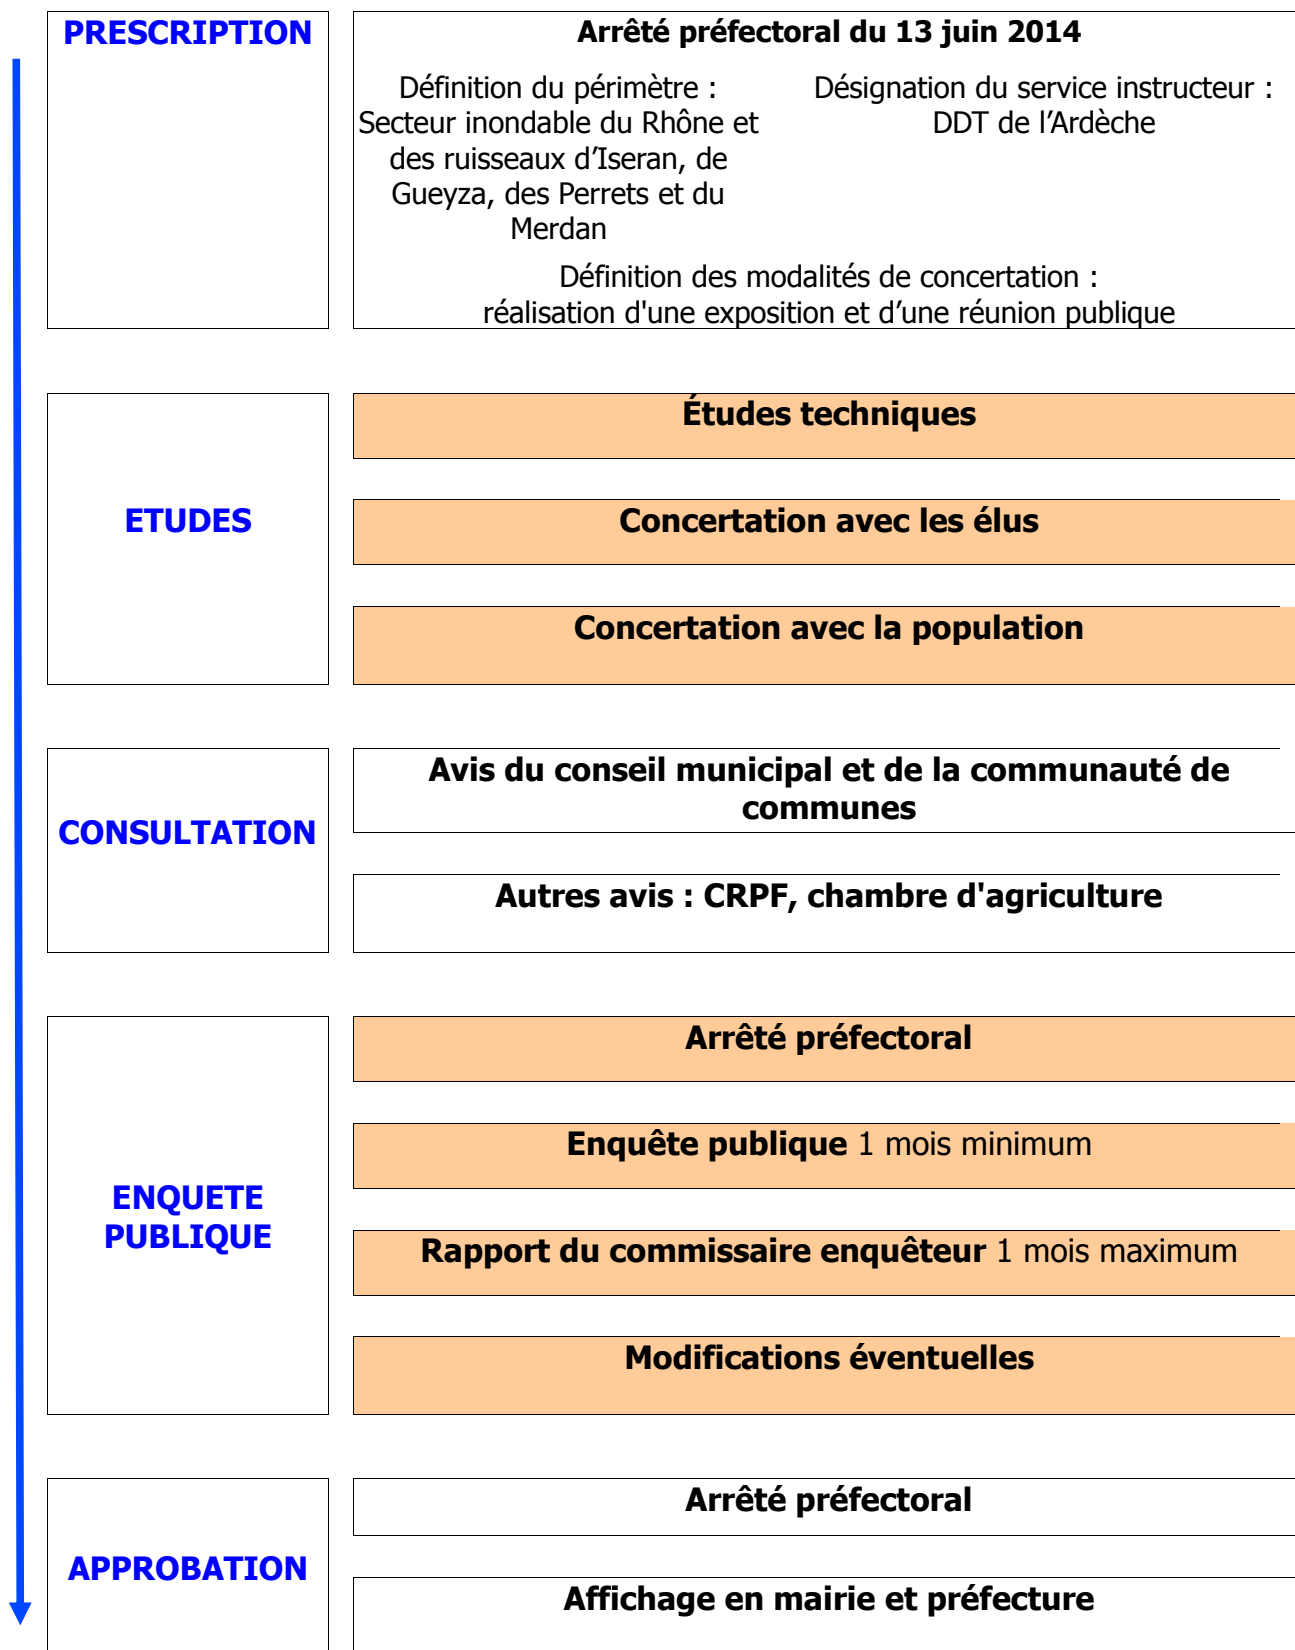 PRESCRIPTION
Arrêté préfectoral du 13 juin 2014
Définition du périmètre :
Secteur inondable du Rhône et
des ruisseaux d’Iseran, de
Gueyza, des Perrets et du
Merdan
Désignation du service instructeur :
DDT de l’Ardèche
Définition des modalités de concertation :
réalisation d'une exposition et d’une réunion publique
ETUDES
Études techniques
Concertation avec les élus
Concertation avec la population
CONSULTATION
Avis du conseil municipal et de la communauté de
communes
Autres avis : CRPF, chambre d'agriculture
ENQUETE
PUBLIQUE
Arrêté préfectoral
Enquête publique 1 mois minimum
Rapport du commissaire enquêteur 1 mois maximum
Modifications éventuelles
APPROBATION
Arrêté préfectoral
Affichage en mairie et préfecture